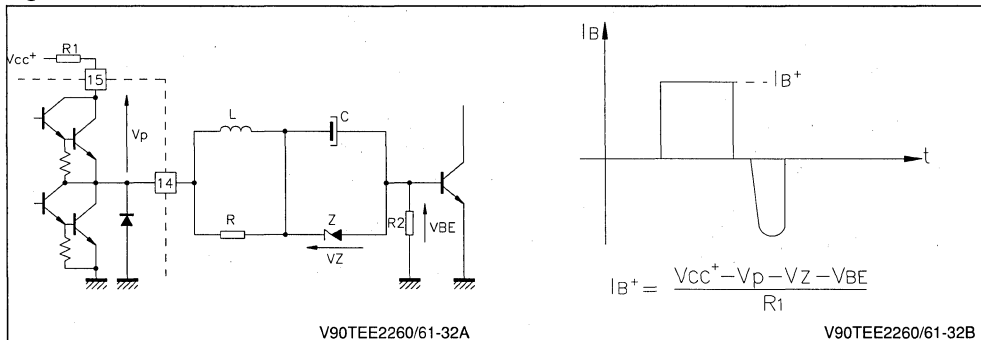 Vcc+
R1
15
Vp
14
L
C
R
Z
VZ
R2
VBE
V90TEE2260/61-32A
IB
IB+
t
IB+ = VCC+ -Vp-VZ-VBE
R1
V90TEE2260/61-32B